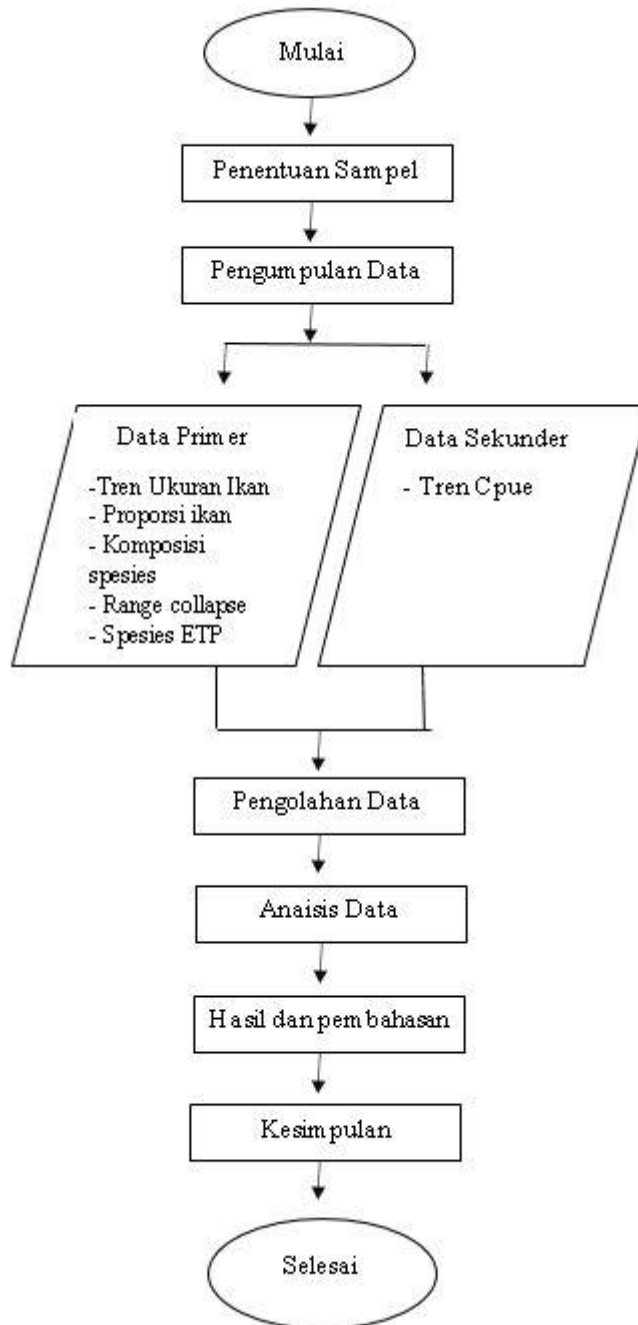 Mulai
Penentuan Sampel
Pengumpulan Data
Data Primer
-Tren Ukuran Ikan
- Proporsi ikan
- Komposisi
spesies
- Range collapse
- Spesies ETP
Data Sekunder
- Tren Cpue
Pengolahan Data
Anaisis Data
Hasil dan pembahasan
Kesimpulan
Selesai